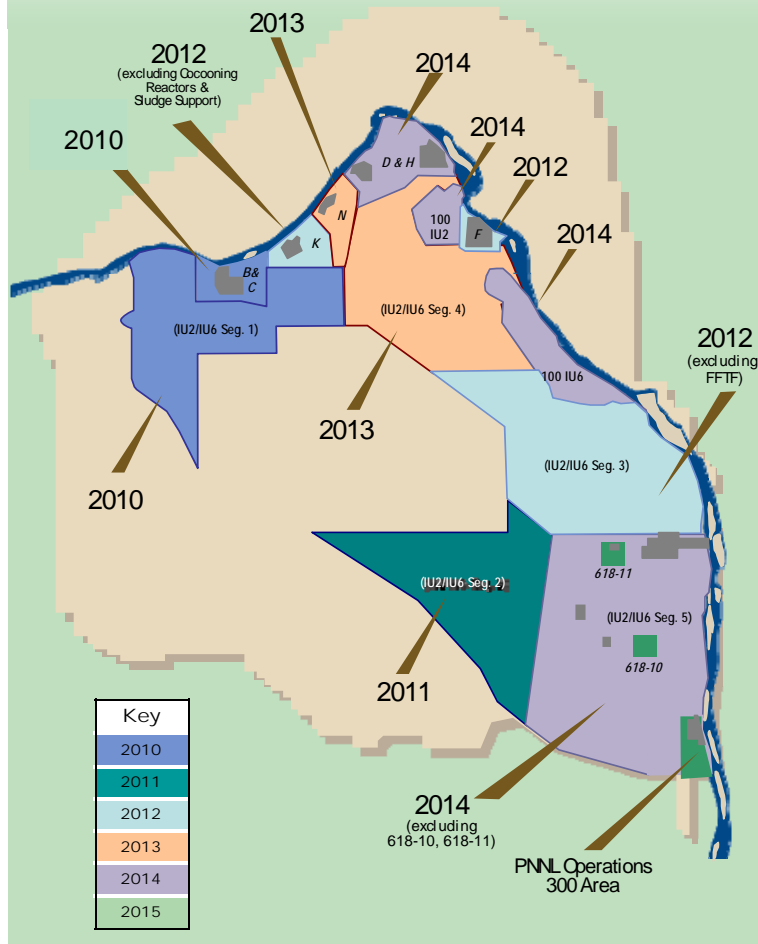 2013
2012
(excluding Cocooning
Reactors &
Sludge Support)
2014
2010
2014
D & H
2012
N
100
IU2
F
K
2014
B &
C
(IU2/IU6 Seg. 1)
(IU2/IU6 Seg. 4)
2012
(excluding
FFTF)
100 IU6
2013
(IU2/IU6 Seg. 3)
2010
618-11
(IU2/IU6 Seg. 2)
(IU2/IU6 Seg. 5)
618-10
2011
Key
2010
2011
2012
2013
2014
2015
2014
(excluding
618-10, 618-11)
PNNL Operations
300 Area